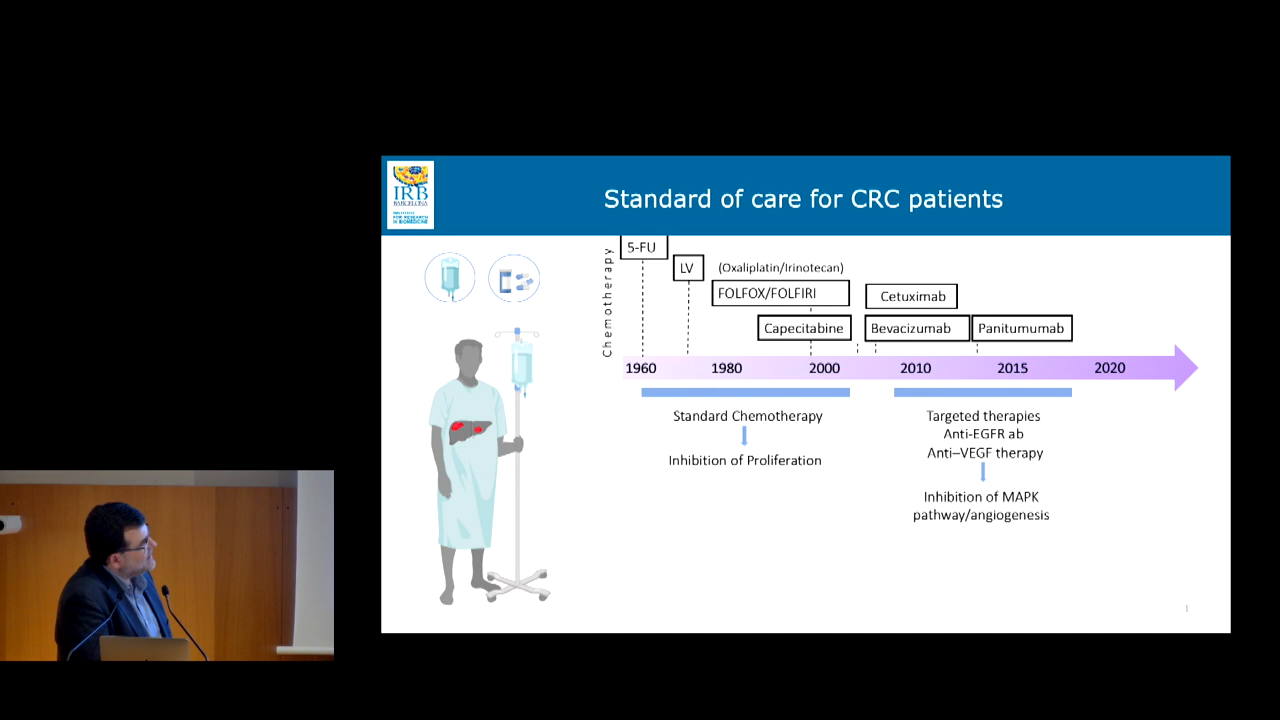 IRB
BARCELONA
INSTITUTE
FOR RESEARCH
IN BIOMEDICINE
Standard of care for CRC patients
Chemotherapy
5-FU
LV
(Oxaliplatin/Irinotecan)
FOLFOX/FOLFIRI
Cetuximab
Capecitabine
Bevacizumab
Panitumumab
1960 1980 2000 2010 2015 2020
Standard Chemotherapy
Inhibition of Proliferation
Targeted therapies
Anti-EGFR ab
Anti–VEGF therapy
Inhibition of MAPK
pathway/angiogenesis
1